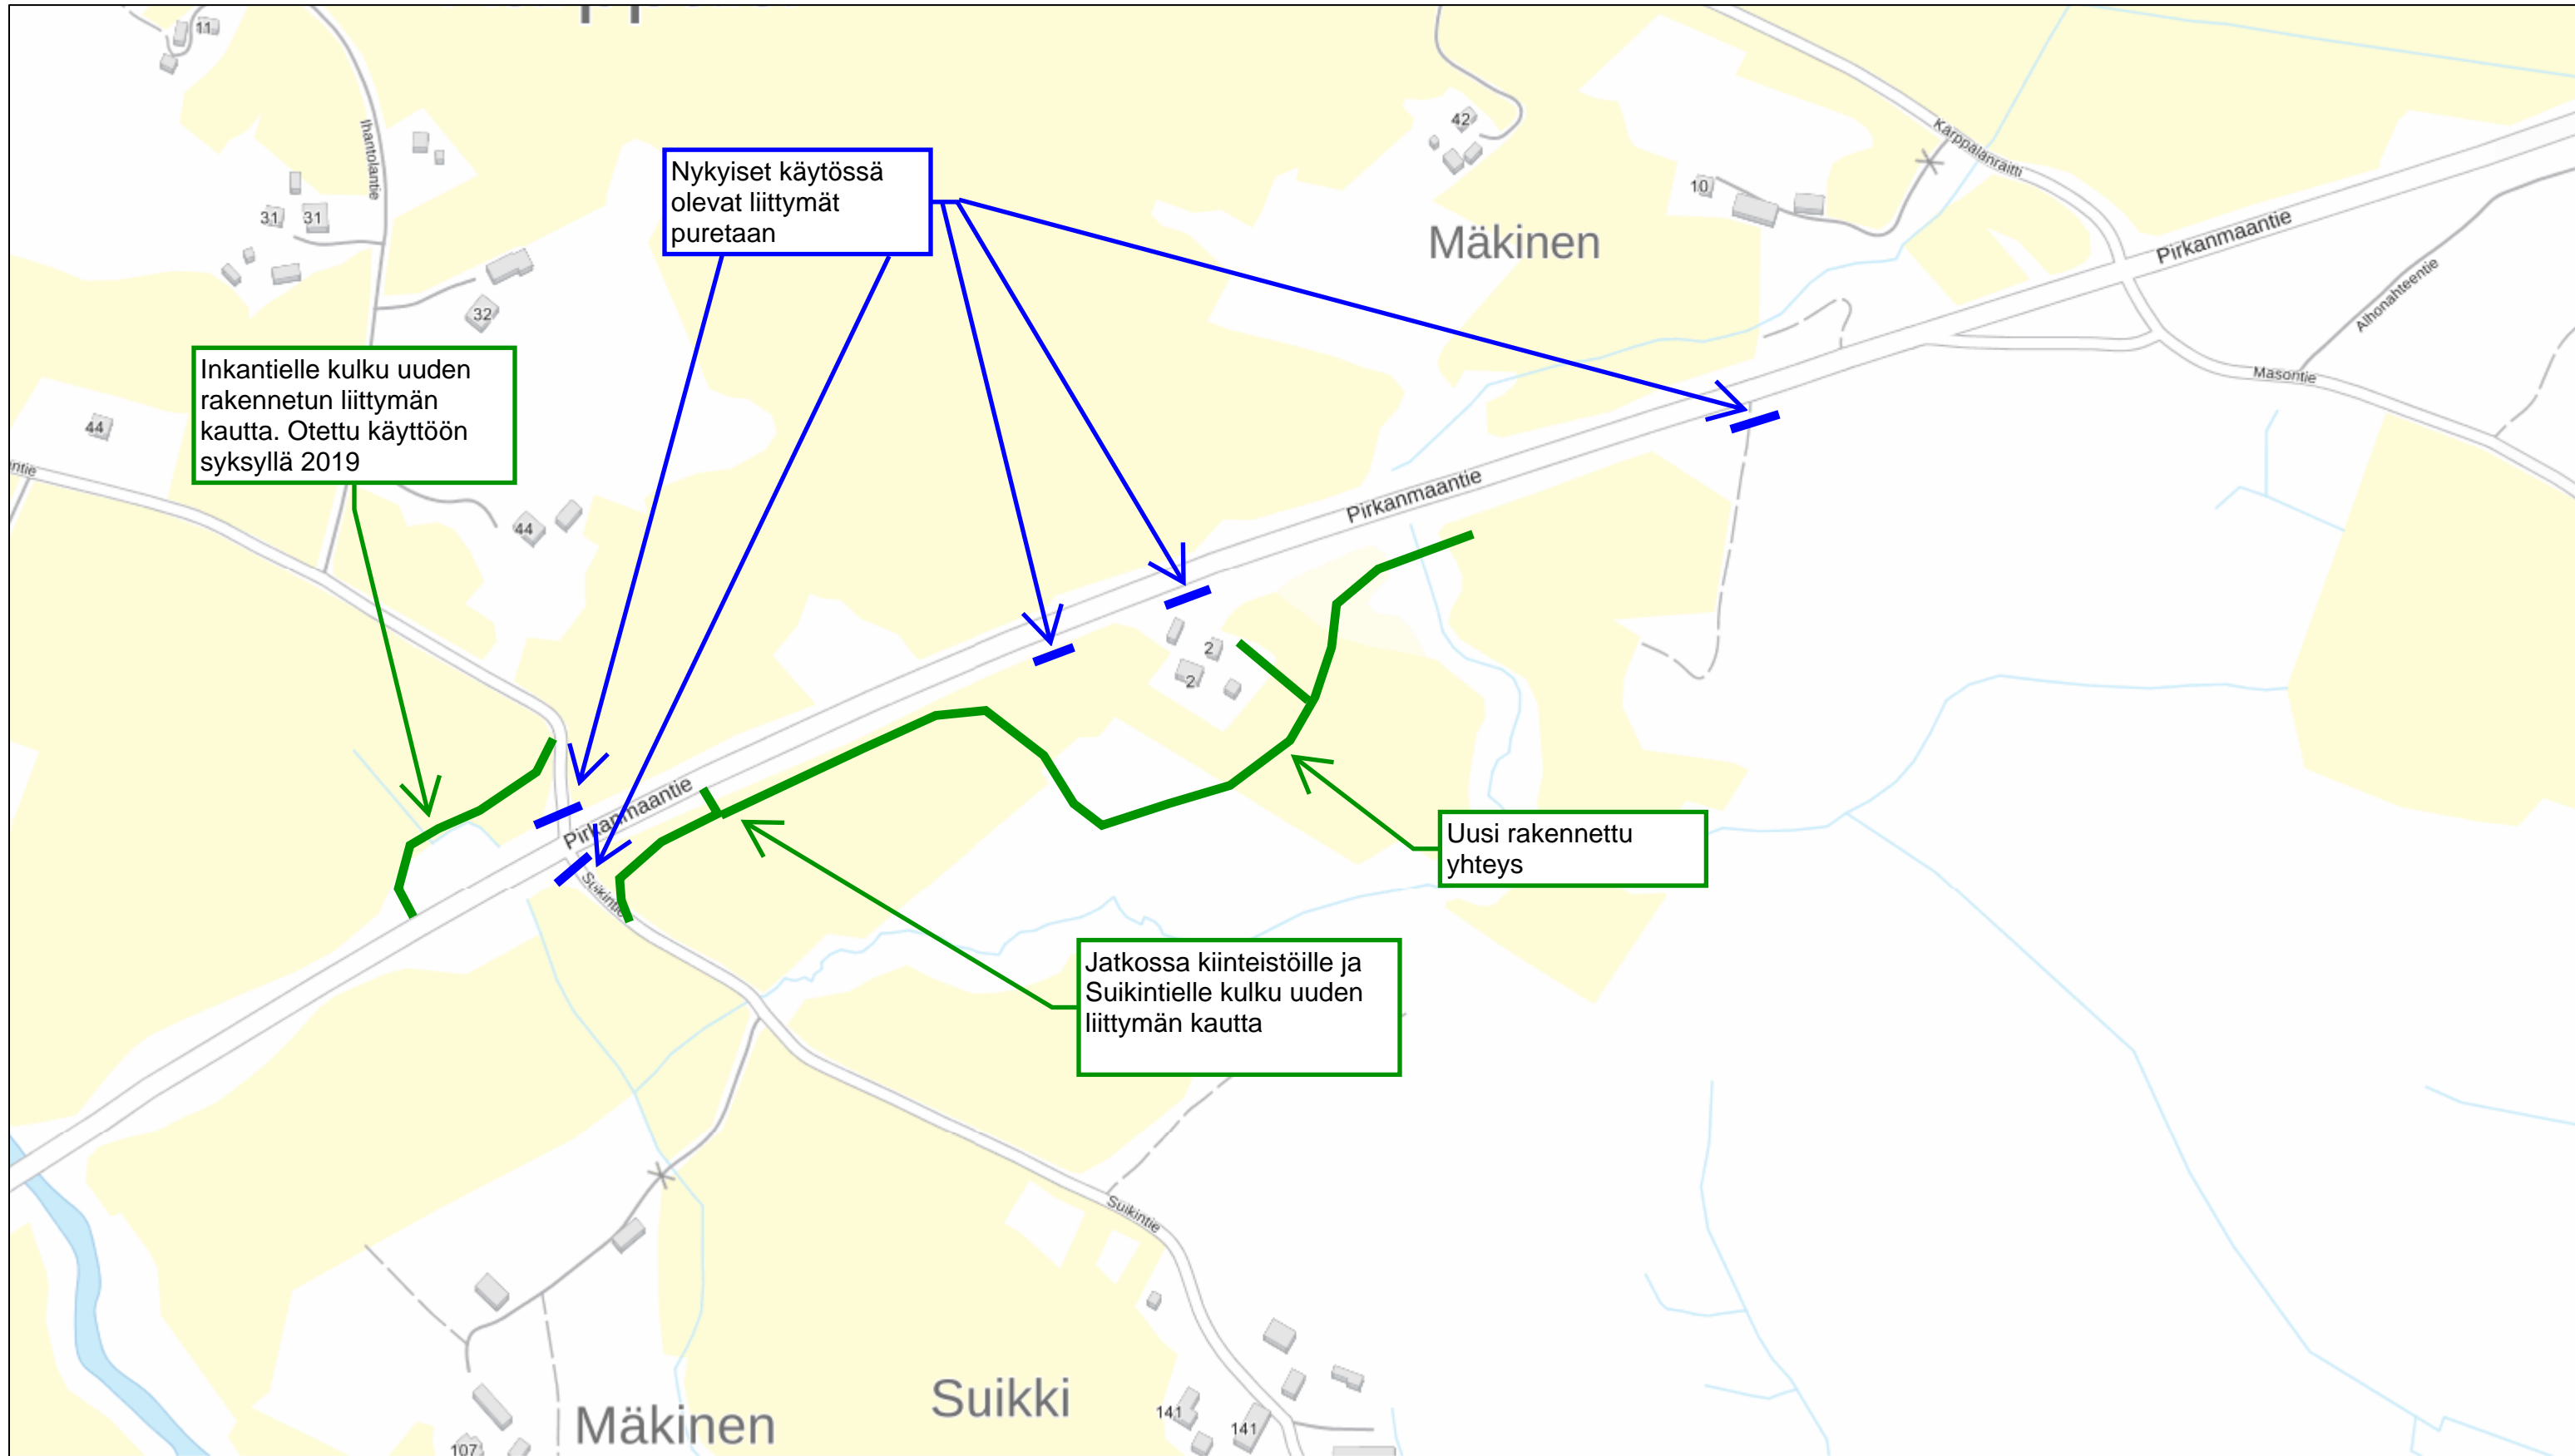 11
Ihantolantie
42
Karppalanraitti
Nykyiset käytössä
olevat liittymät
puretaan
10
31
31
Mäkinen
Pirkanmaantie
Alhonahteentie
32
Inkantielle kulku uuden
rakennetun liittymän
kautta. Otettu käyttöön
syksyllä 2019
Masontie
44
ntie
Pirkanmaantie
44
2
2
Pirkanmaantie
Uusi rakennettu
yhteys
Suikintie
Jatkossa kiinteistöille ja
Suikintielle kulku uuden
liittymän kautta
Suikintie
Suikki
Mäkinen
141
141
107